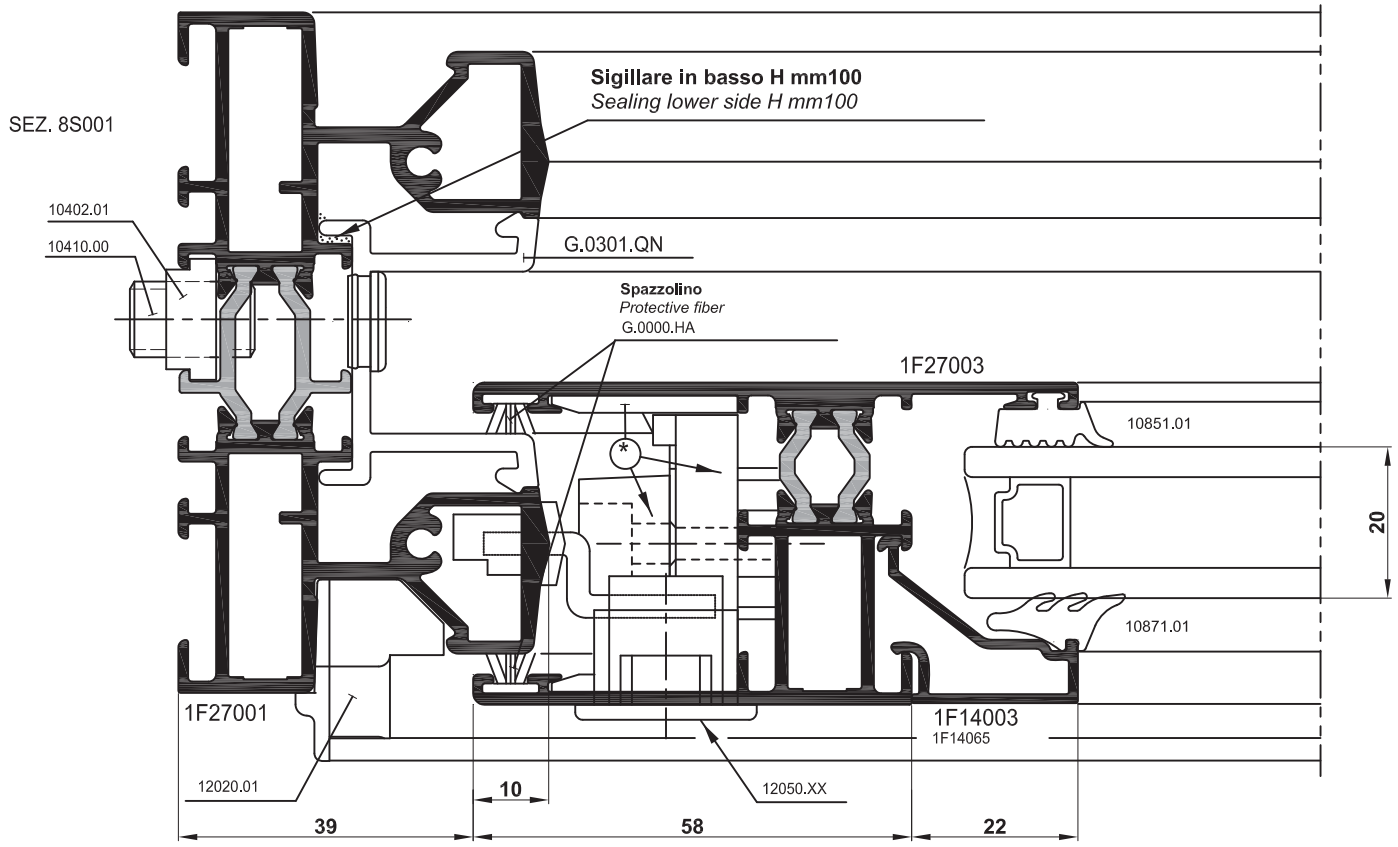 Sigillare in basso H mm100
Sealing lower side H mm100
SEZ. 8S001
10402.01
10410.00
G.0301.QN
Spazzolino
Protective fiber
G.0000.HA
1F27003
10851.01
*
20
10871.01
1F27001
1F14003
1F14065
12020.01
10
12050.XX
39
58
22